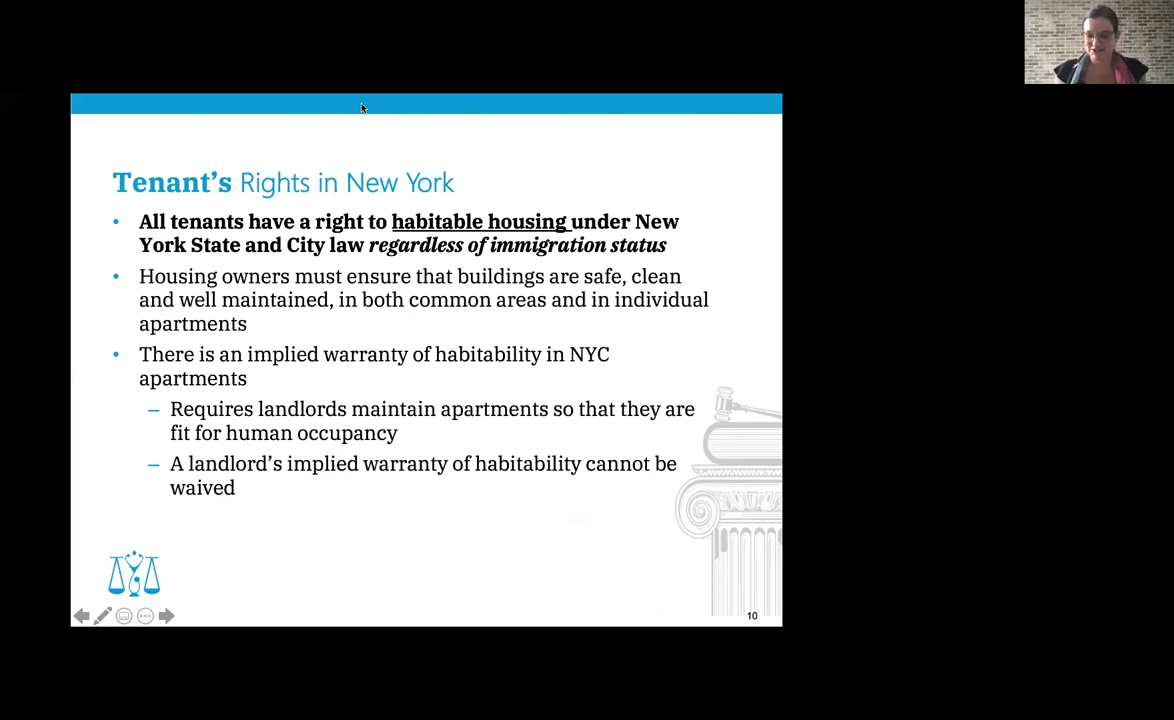 Tenant's Rights in New York
• All tenants have a right to habitable housing under New
York State and City law regardless of immigration status
• Housing owners must ensure that buildings are safe, clean
and well maintained, in both common areas and in individual
apartments
• There is an implied warranty of habitability in NYC
apartments
– Requires landlords maintain apartments so that they are
fit for human occupancy
– A landlord's implied warranty of habitability cannot be
waived
10